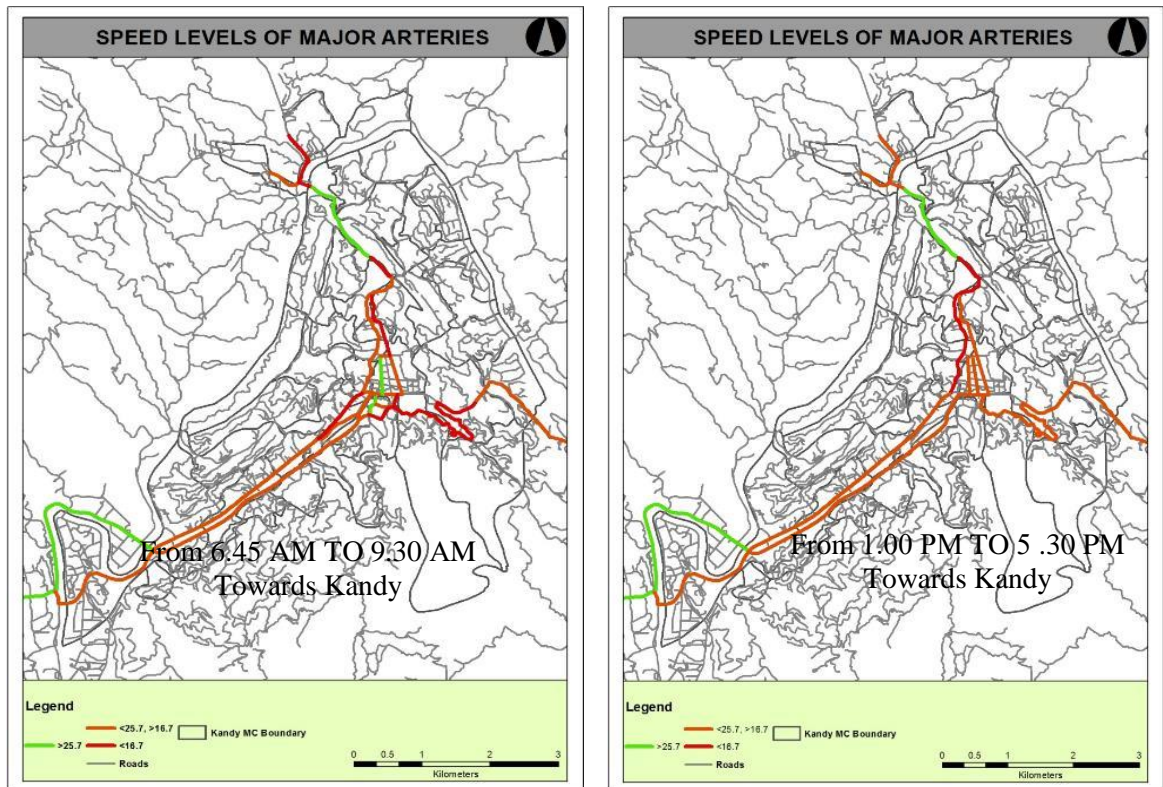 SPEED LEVELS OF MAJOR ARTERIES
From 6.45 AM TO 9.30 AM
Towards Kandy
Legend
<25.7, >16.7
Kandy MC Boundary
>25.7
<16.7
Roads
0 0.5 1 2 3
Kilometers
SPEED LEVELS OF MAJOR ARTERIES
From 1.00 PM TO 5 .30 PM
Towards Kandy
Legend
<25.7, >16.7
Kandy MC Boundary
>25.7
<16.7
Roads
0 0.5 1 2 3
Kilometers